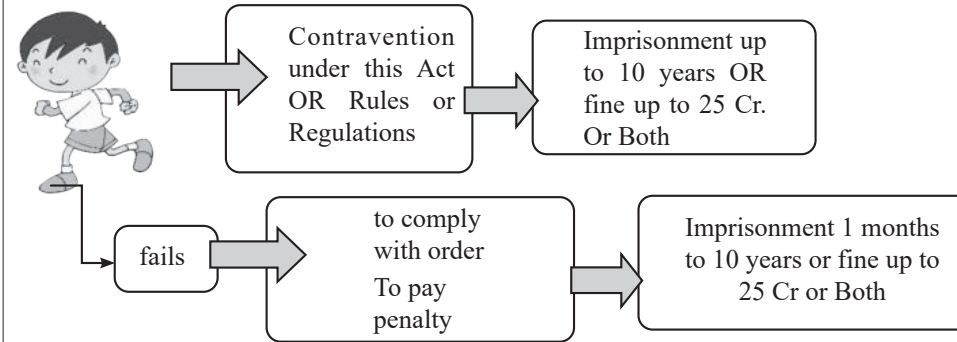 Contravention
under this Act
OR Rules or
Regulations
Imprisonment up
to 10 years OR
fine up to 25 Cr.
Or Both
fails
to comply
with order
To pay
penalty
Imprisonment 1 months
to 10 years or fine up to
25 Cr or Both